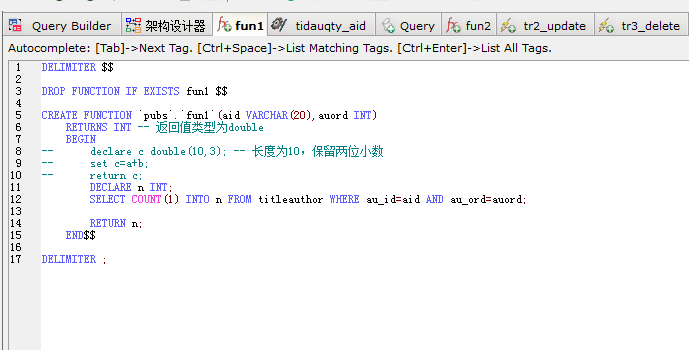 Query Builder 架构设计器 fun1 tidauqty_aid Query fun2 tr2_update tr3_delete
Autocomplete: [Tab]->Next Tag. [Ctrl+Space]->List Matching Tags. [Ctrl+Enter]->List All Tags.
1 DELIMITER $$
2
3 DROP FUNCTION IF EXISTS fun1 $$
4
5 CREATE FUNCTION `pubs`.`fun1`(aid VARCHAR(20),auord INT)
6 RETURNS INT -- 返回值类型为double
7 BEGIN
8 -- declare c double(10,3); -- 长度为10，保留两位小数
9 -- set c=a+b;
10 -- return c;
11 DECLARE n INT;
12 SELECT COUNT(1) INTO n FROM titleauthor WHERE au_id=aid AND au_ord=auord;
13
14 RETURN n;
15 END$$
16
17 DELIMITER ;